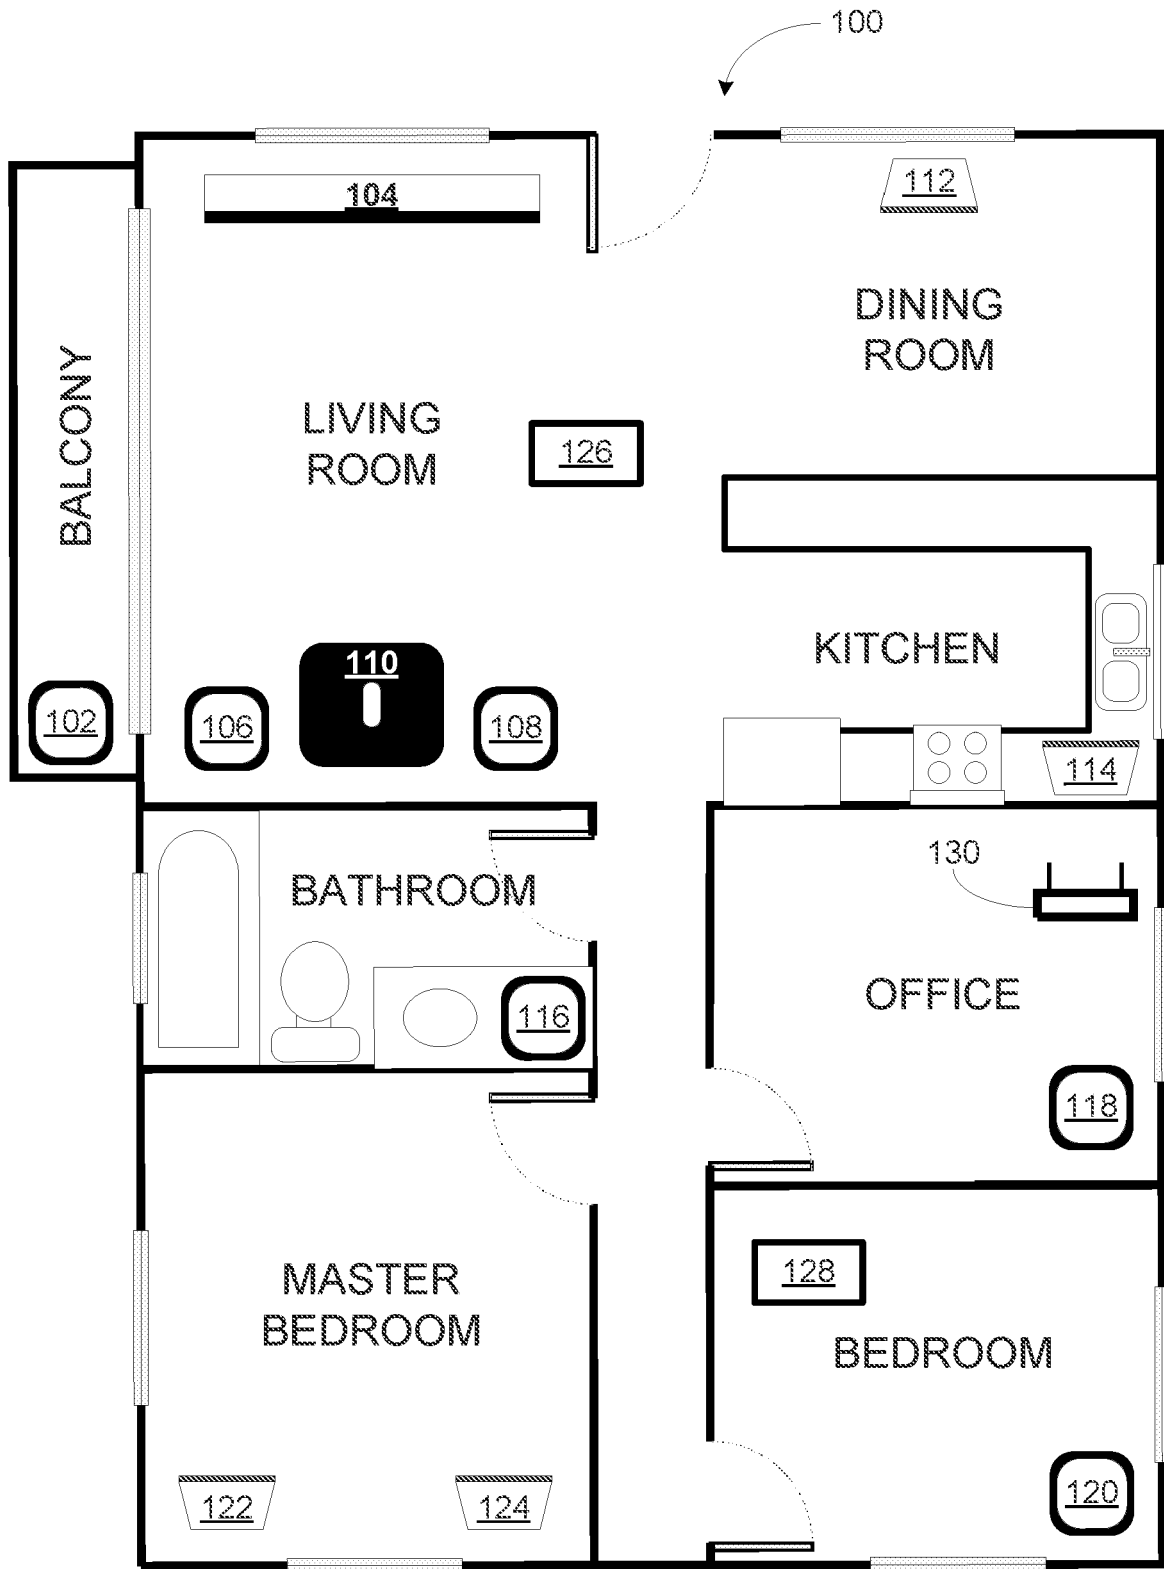 100
104
112
DINING
ROOM
BALCONY
LIVING
ROOM
126
KITCHEN
110
102
106
108
114
130
BATHROOM
OFFICE
116
118
MASTER
BEDROOM
128
BEDROOM
122
124
120